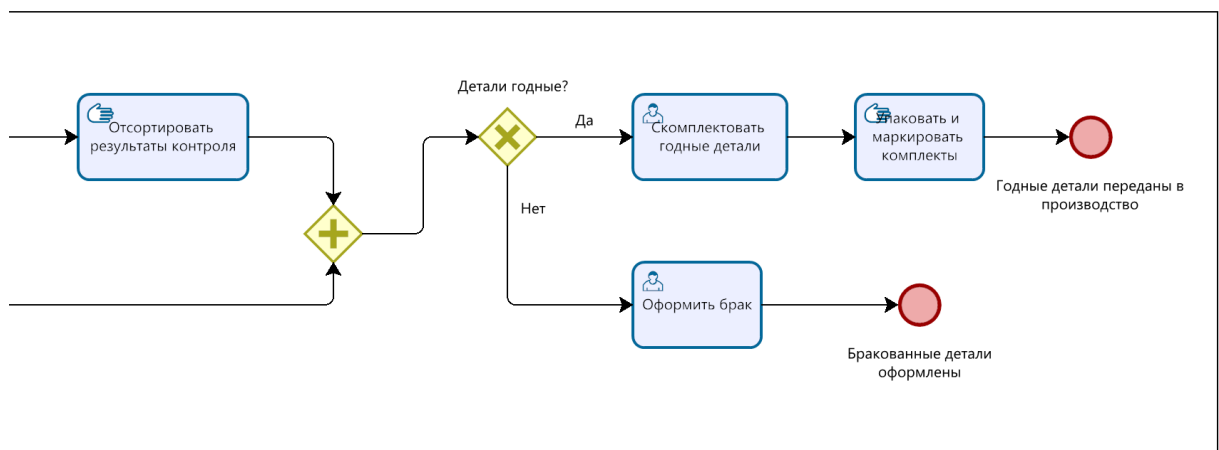 Детали годные?
Отсортировать
результаты контроля
Да
Скомплектовать
годные детали
Упаковать и
маркировать
комплекты
Годные детали переданы в
производство
Нет
Оформить брак
Бракованные детали
оформлены